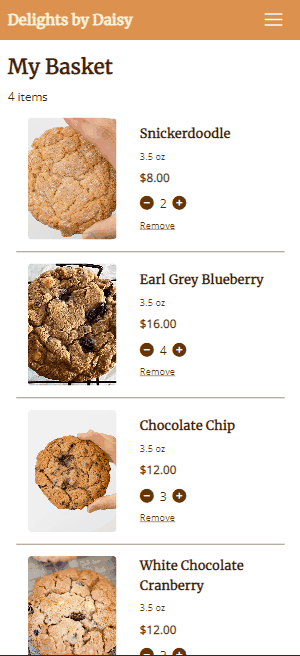 Delights by Daisy
My Basket
4 items
Snickerdoodle
3.5 oz
$8.00
2
Remove
Earl Grey Blueberry
3.5 oz
$16.00
4
Remove
Chocolate Chip
3.5 oz
$12.00
3
Remove
White Chocolate
Cranberry
3.5 oz
$12.00